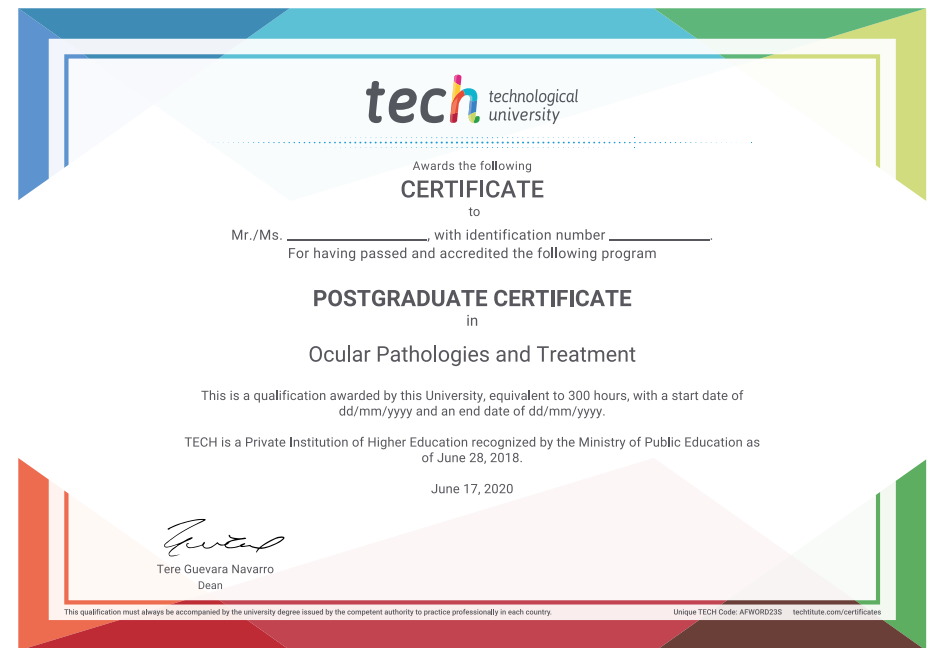 tech technological
university
Awards the following
CERTIFICATE
to
Mr./Ms. ____________________, with identification number ______________.
For having passed and accredited the following program
POSTGRADUATE CERTIFICATE
in
Ocular Pathologies and Treatment
This is a qualification awarded by this University, equivalent to 300 hours, with a start date of
dd/mm/yyyy and an end date of dd/mm/yyyy.
TECH is a Private Institution of Higher Education recognized by the Ministry of Public Education as
of June 28, 2018.
June 17, 2020
Tere Guevara Navarro
Dean
This qualification must always be accompanied by the university degree issued by the competent authority to practice professionally in each country.
Unique TECH Code: AFWORD23S techtitute.com/certificates